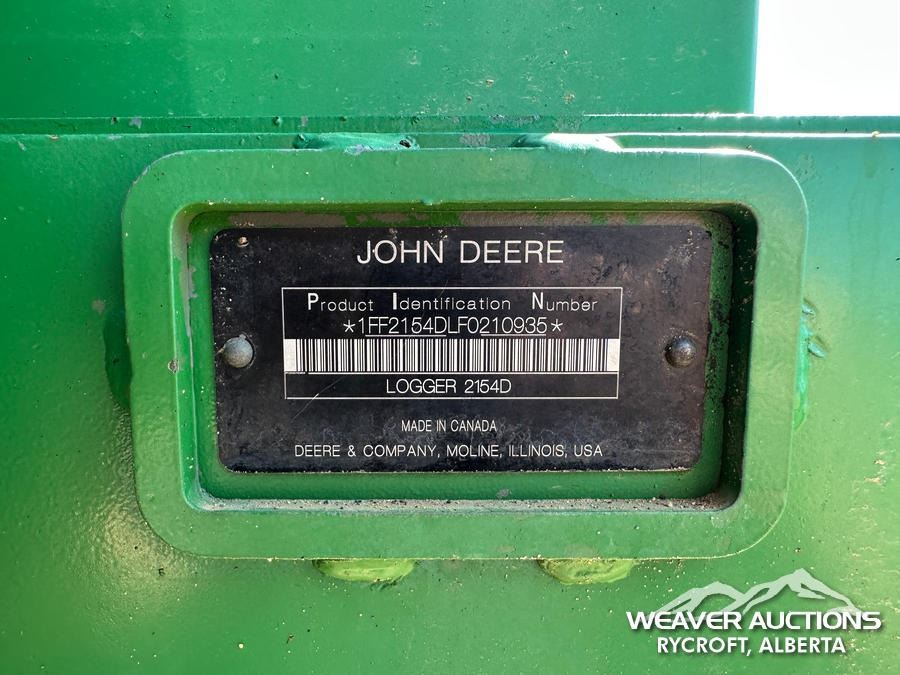 JOHN DEERE
Product Identification Number
*1FF2154DLF0210935*
LOGGER 2154D
MADE IN CANADA
DEERE & COMPANY, MOLINE, ILLINOIS, USA
WEAVER AUCTIONS
RYCROFT, ALBERTA